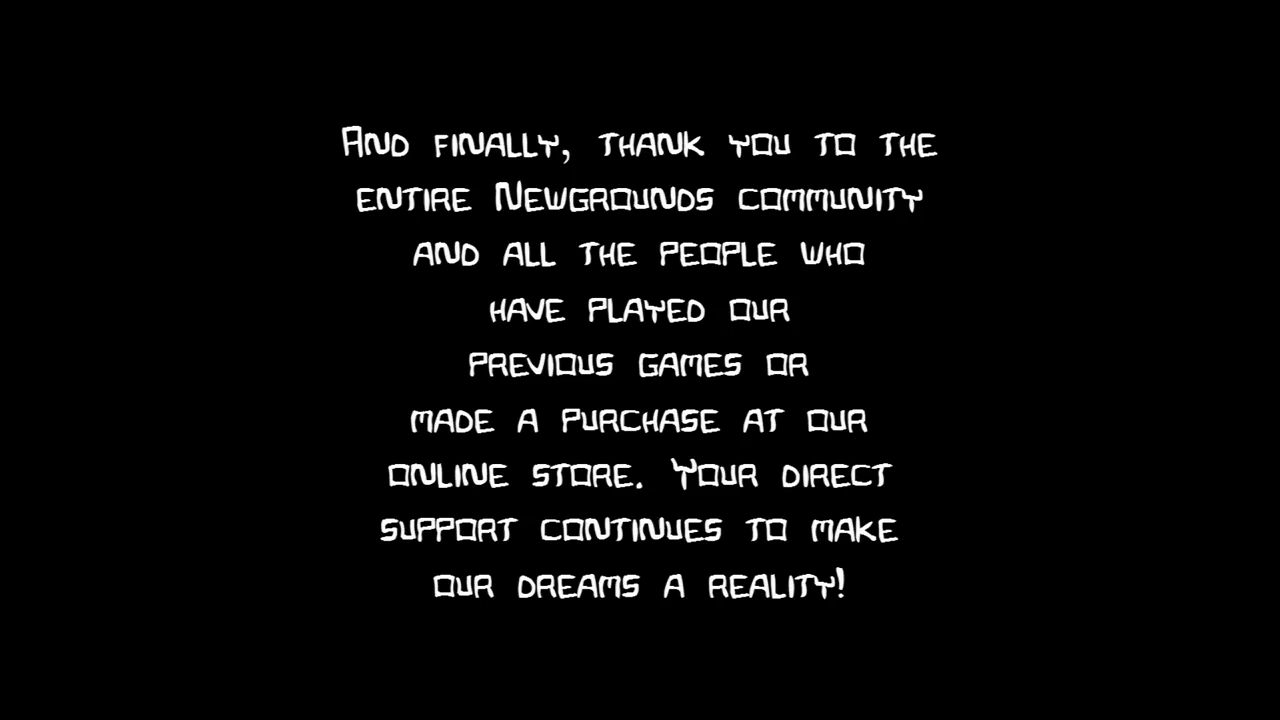 And finally, thank you to the
entire Newgrounds community
and all the people who
have played our
previous games or
made a purchase at our
online store. Your direct
support continues to make
our dreams a reality!